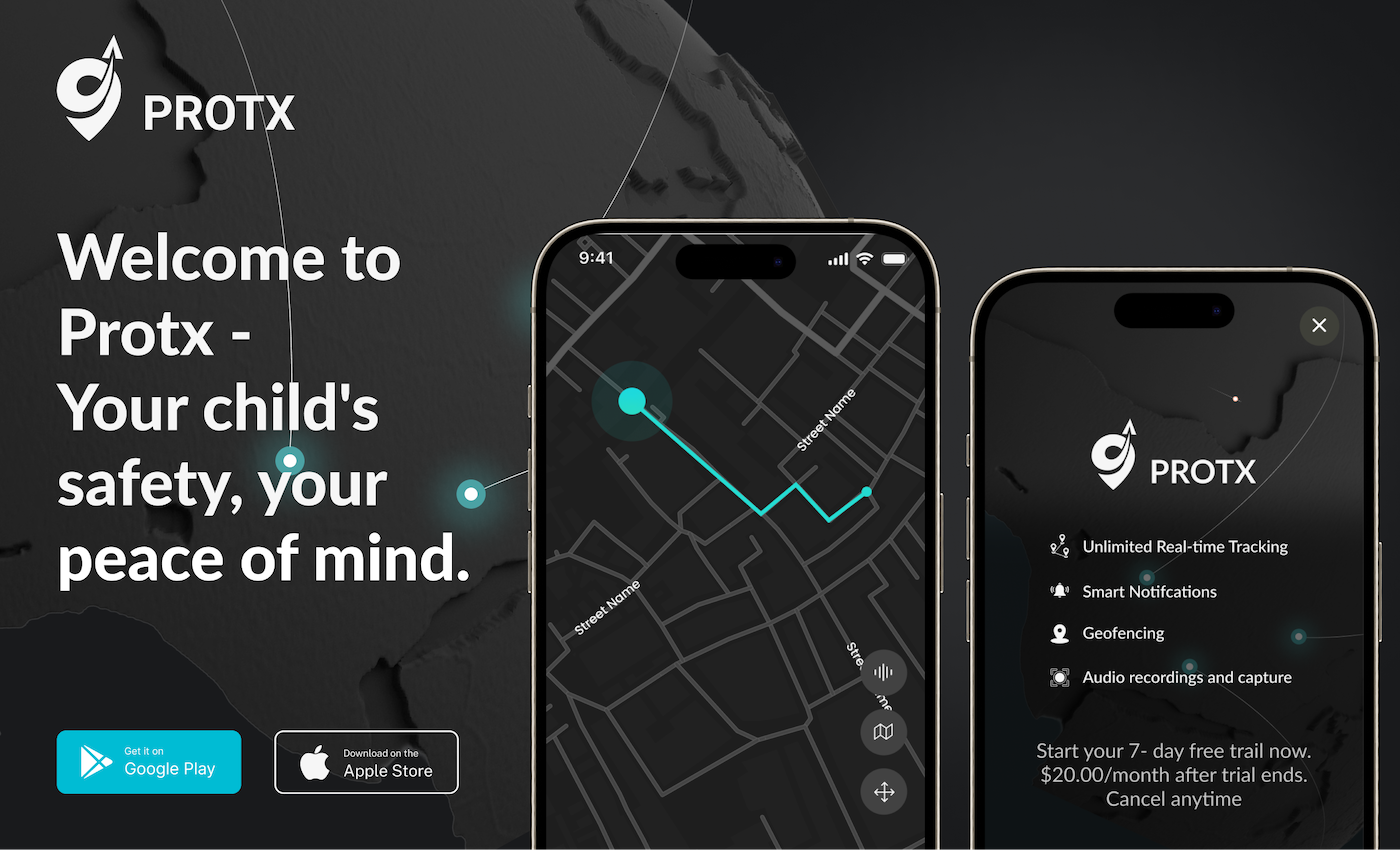 PROTX
Welcome to
Protx -
Your child's
safety, your
peace of mind.
Get it on
Google Play
Download on the
Apple Store
9:41
Street Name
Street Name
PROTX
Unlimited Real-time Tracking
Smart Notifcations
Geofencing
Audio recordings and capture
Start your 7- day free trail now.
$20.00/month after trial ends.
Cancel anytime